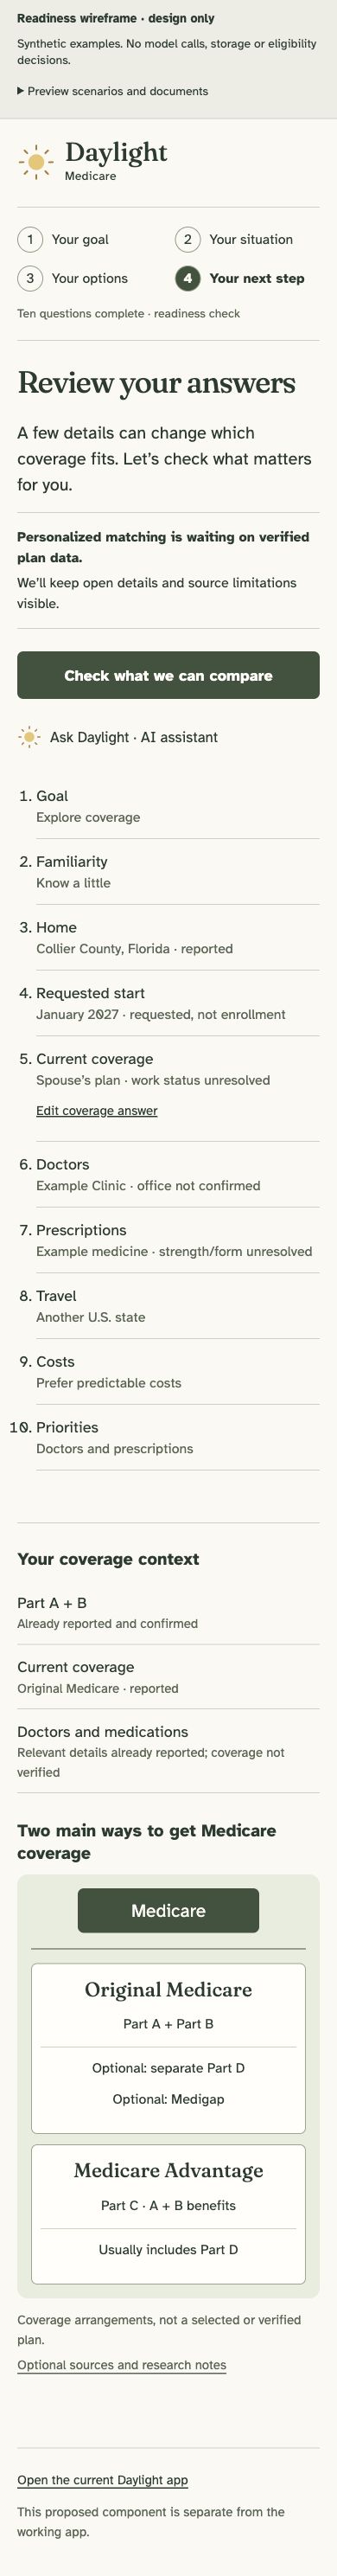 Readiness wireframe · design only
Synthetic examples. No model calls, storage or eligibility
decisions.
▶ Preview scenarios and documents
Daylight
Medicare
1 Your goal
2 Your situation
3 Your options
4 Your next step
Ten questions complete · readiness check
Review your answers
A few details can change which
coverage fits. Let’s check what matters
for you.
Personalized matching is waiting on verified
plan data.
We’ll keep open details and source limitations
visible.
Check what we can compare
Ask Daylight · AI assistant
1. Goal
Explore coverage
2. Familiarity
Know a little
3. Home
Collier County, Florida · reported
4. Requested start
January 2027 · requested, not enrollment
5. Current coverage
Spouse’s plan · work status unresolved
Edit coverage answer
6. Doctors
Example Clinic · office not confirmed
7. Prescriptions
Example medicine · strength/form unresolved
8. Travel
Another U.S. state
9. Costs
Prefer predictable costs
10. Priorities
Doctors and prescriptions
Your coverage context
Part A + B
Already reported and confirmed
Current coverage
Original Medicare · reported
Doctors and medications
Relevant details already reported; coverage not
verified
Two main ways to get Medicare
coverage
Medicare
Original Medicare
Part A + Part B
Optional: separate Part D
Optional: Medigap
Medicare Advantage
Part C · A + B benefits
Usually includes Part D
Coverage arrangements, not a selected or verified
plan.
Optional sources and research notes
Open the current Daylight app
This proposed component is separate from the
working app.